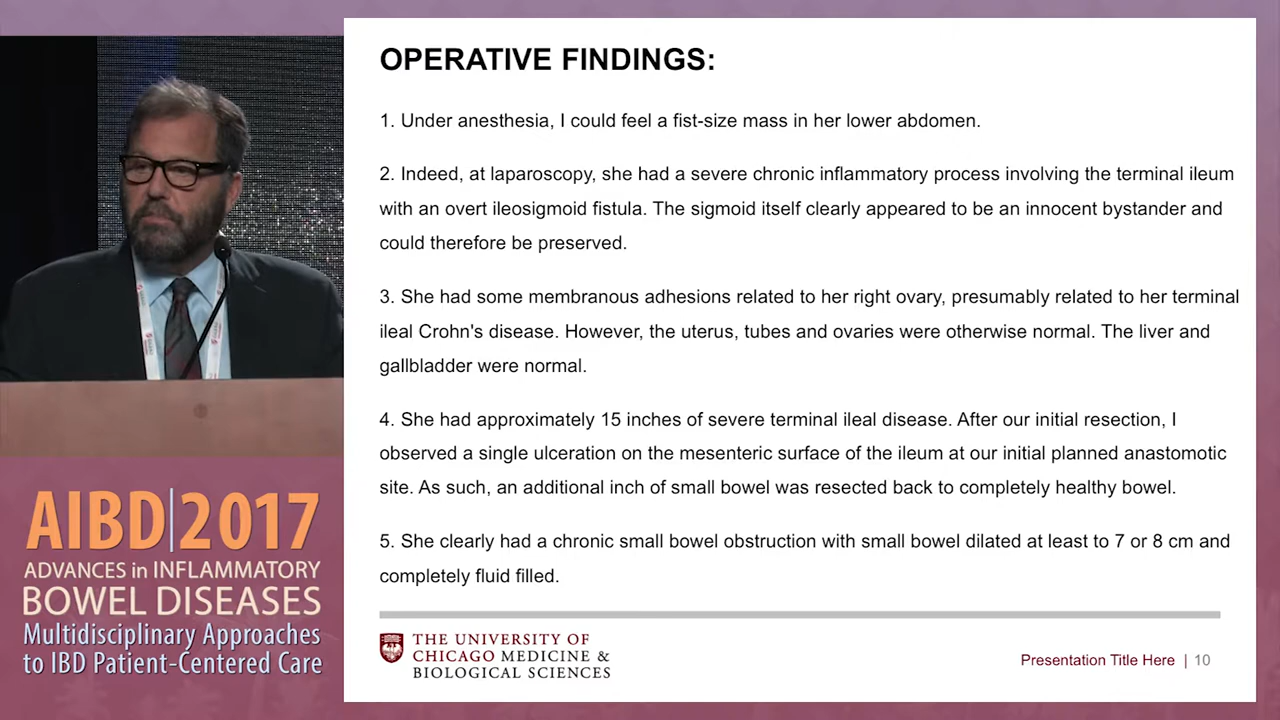 OPERATIVE FINDINGS:
1. Under anesthesia, I could feel a fist-size mass in her lower abdomen.
2. Indeed, at laparoscopy, she had a severe chronic inflammatory process involving the terminal ileum
with an overt ileosigmoid fistula. The sigmoid itself clearly appeared to be an innocent bystander and
could therefore be preserved.
3. She had some membranous adhesions related to her right ovary, presumably related to her terminal
ileal Crohn's disease. However, the uterus, tubes and ovaries were otherwise normal. The liver and
gallbladder were normal.
4. She had approximately 15 inches of severe terminal ileal disease. After our initial resection, I
observed a single ulceration on the mesenteric surface of the ileum at our initial planned anastomotic
site. As such, an additional inch of small bowel was resected back to completely healthy bowel.
5. She clearly had a chronic small bowel obstruction with small bowel dilated at least to 7 or 8 cm and
completely fluid filled.
THE UNIVERSITY OF
CHICAGO MEDICINE &
BIOLOGICAL SCIENCES
Presentation Title Here | 10
AIBD|2017
ADVANCES in INFLAMMATORY
BOWEL DISEASES
Multidisciplinary Approaches
to IBD Patient-Centered Care